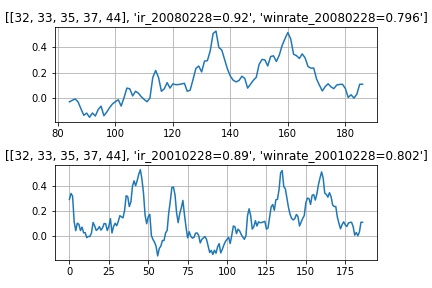 [[32, 33, 35, 37, 44], 'ir_20080228=0.92', 'winrate_20080228=0.796']
0.4
0.2
0.0
80 100 120 140 160 180
[[32, 33, 35, 37, 44], 'ir_20010228=0.89', 'winrate_20010228=0.802']
0.4
0.2
0.0
0 25 50 75 100 125 150 175